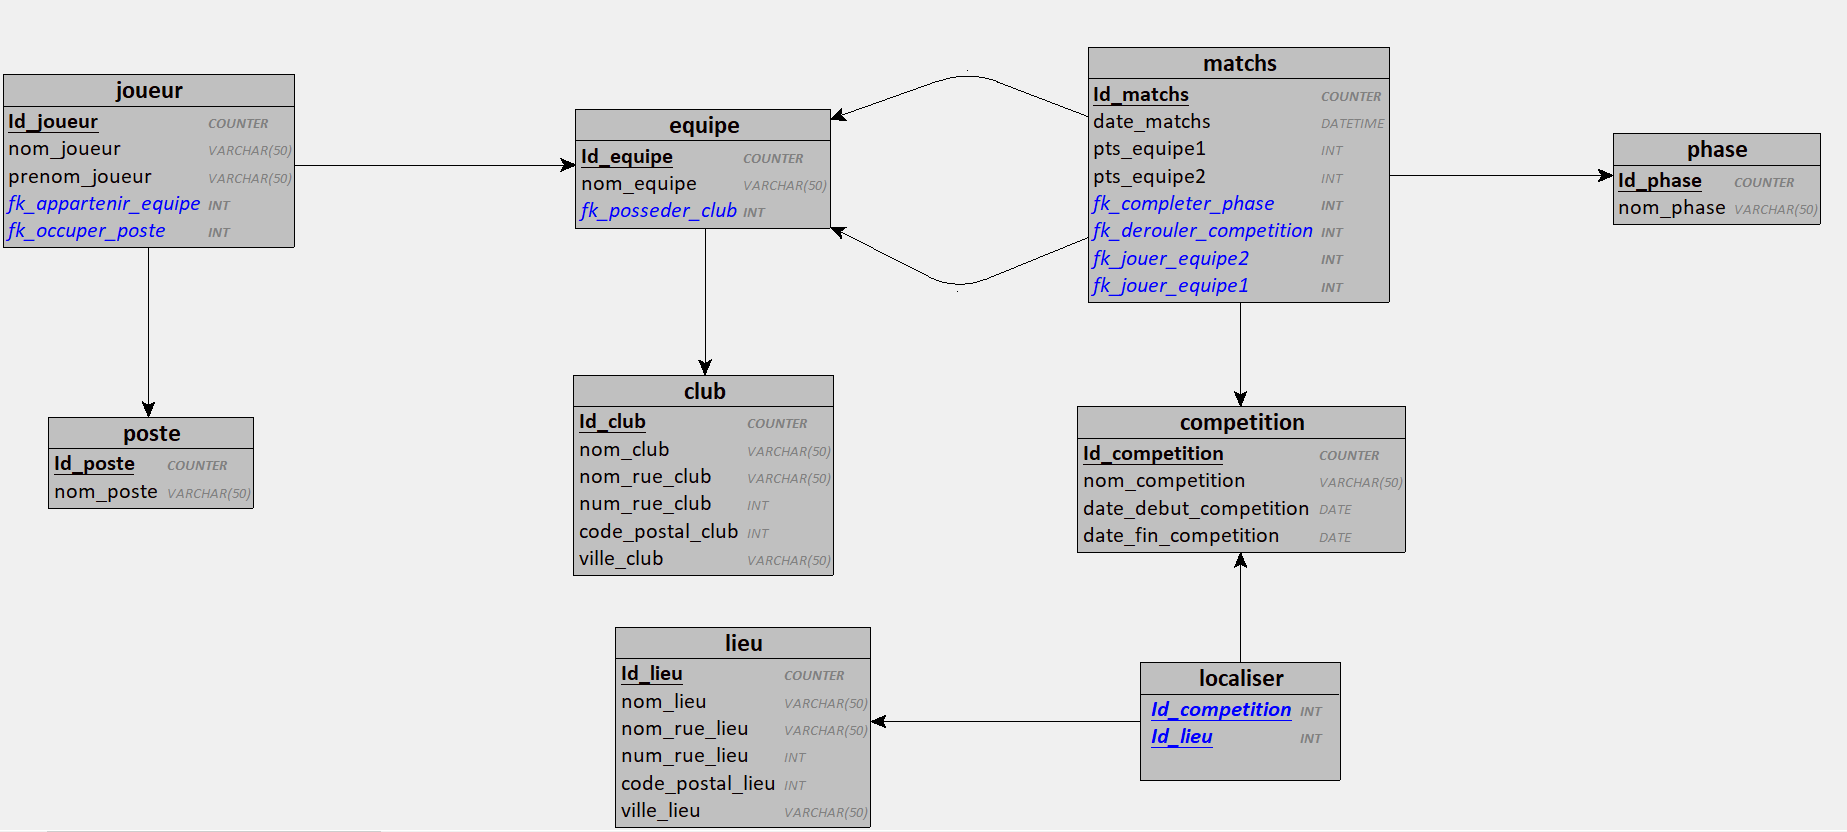 joueur
Id_joueur COUNTER
nom_joueur VARCHAR(50)
prenom_joueur VARCHAR(50)
fk_appartenir_equipe INT
fk_occuper_poste INT
equipe
Id_equipe COUNTER
nom_equipe VARCHAR(50)
fk_posseder_club INT
matchs
Id_matchs COUNTER
date_matchs DATETIME
pts_equipe1 INT
pts_equipe2 INT
fk_completer_phase INT
fk_derouler_competition INT
fk_jouer_equipe2 INT
fk_jouer_equipe1 INT
phase
Id_phase COUNTER
nom_phase VARCHAR(50)
poste
Id_poste COUNTER
nom_poste VARCHAR(50)
club
Id_club COUNTER
nom_club VARCHAR(50)
nom_rue_club VARCHAR(50)
num_rue_club INT
code_postal_club INT
ville_club VARCHAR(50)
competition
Id_competition COUNTER
nom_competition VARCHAR(50)
date_debut_competition DATE
date_fin_competition DATE
lieu
Id_lieu COUNTER
nom_lieu VARCHAR(50)
nom_rue_lieu VARCHAR(50)
num_rue_lieu INT
code_postal_lieu INT
ville_lieu VARCHAR(50)
localiser
Id_competition INT
Id_lieu INT